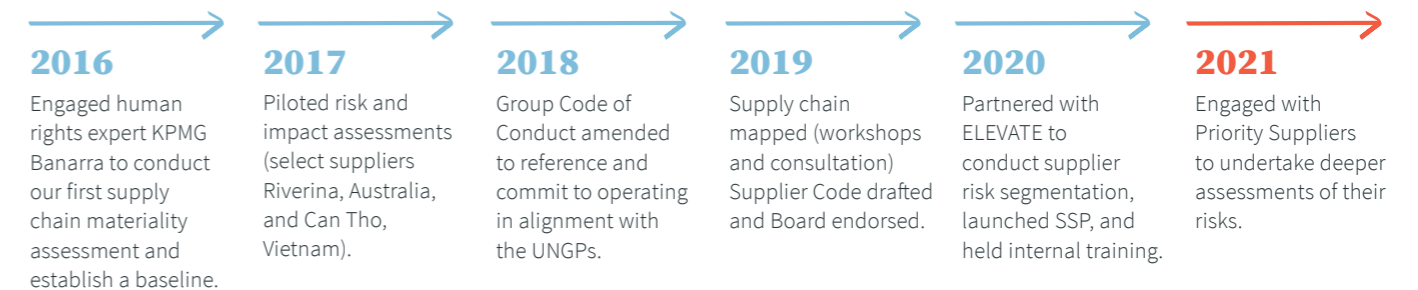 2016
Engaged human
rights expert KPMG
Banarra to conduct
our first supply
chain materiality
assessment and
establish a baseline.
2017
Piloted risk and
impact assessments
(select suppliers
Riverina, Australia,
and Can Tho,
Vietnam).
2018
Group Code of
Conduct amended
to reference and
commit to operating
in alignment with
the UNGPs.
2019
Supply chain
mapped (workshops
and consultation)
Supplier Code drafted
and Board endorsed.
2020
Partnered with
ELEVATE to
conduct supplier
risk segmentation,
launched SSP, and
held internal training.
2021
Engaged with
Priority Suppliers
to undertake deeper
assessments of their
risks.